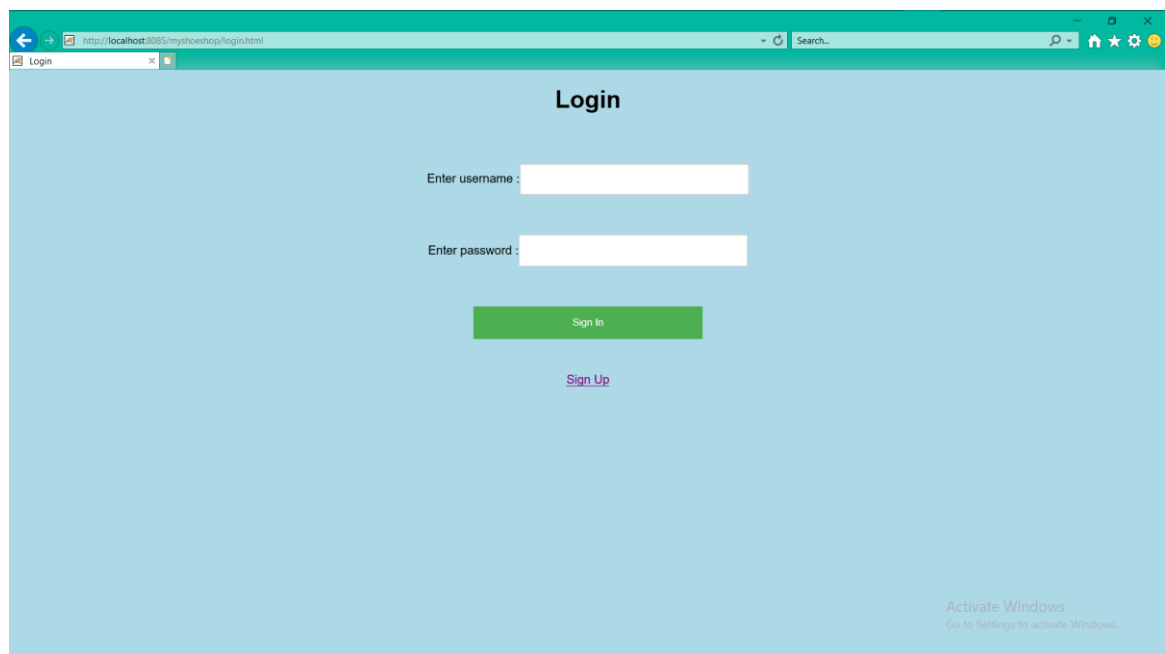 http://localhost:8085/myshoeshop/login.html
Search...
Login
Login
Enter username :
Enter password :
Sign In
Sign Up
Activate Windows
Go to Settings to activate Windows.